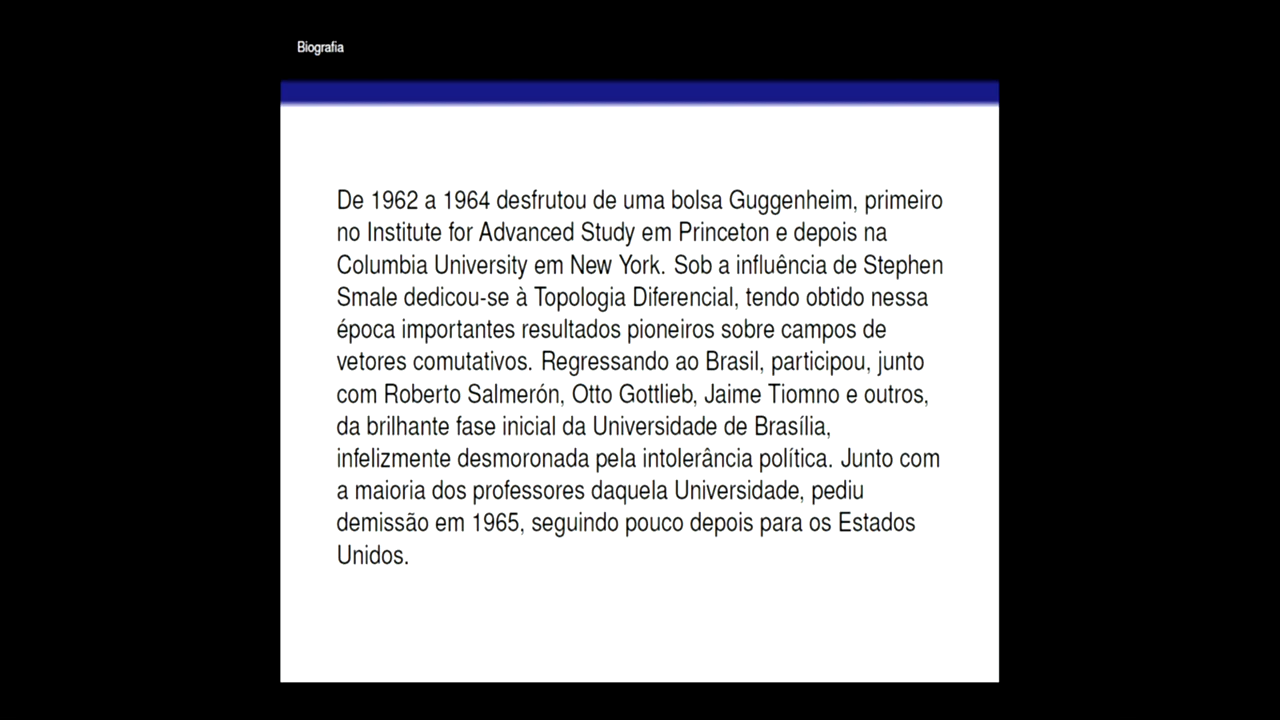 Biografia
De 1962 a 1964 desfrutou de uma bolsa Guggenheim, primeiro
no Institute for Advanced Study em Princeton e depois na
Columbia University em New York. Sob a influência de Stephen
Smale dedicou-se à Topologia Diferencial, tendo obtido nessa
época importantes resultados pioneiros sobre campos de
vetores comutativos. Regressando ao Brasil, participou, junto
com Roberto Salmerón, Otto Gottlieb, Jaime Tiomno e outros,
da brilhante fase inicial da Universidade de Brasília,
infelizmente desmoronada pela intolerância política. Junto com
a maioria dos professores daquela Universidade, pediu
demissão em 1965, seguindo pouco depois para os Estados
Unidos.